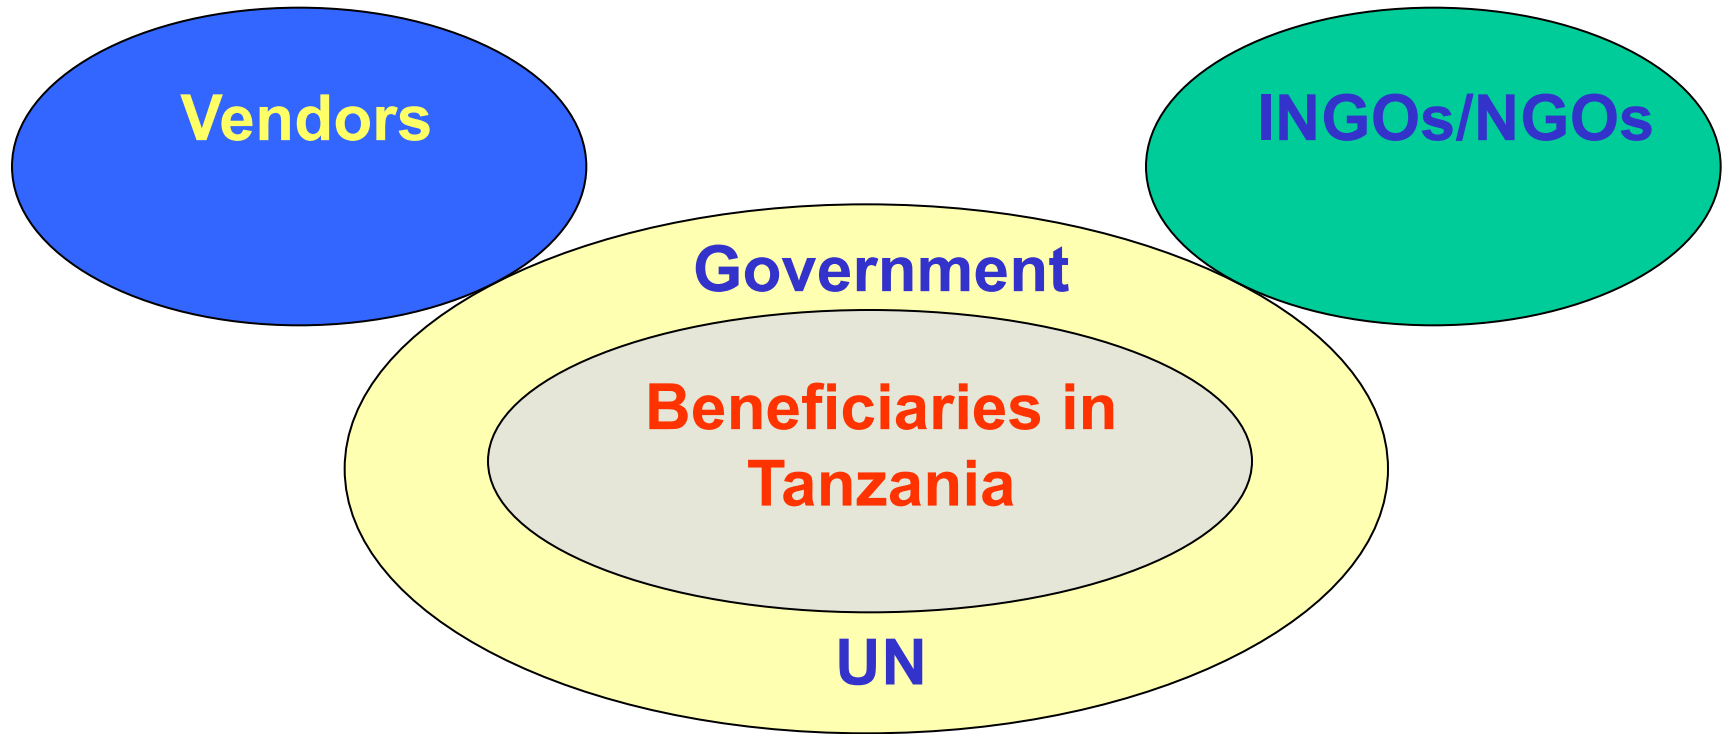 Vendors
INGOs/NGOs
Government
Beneficiaries in
Tanzania
UN